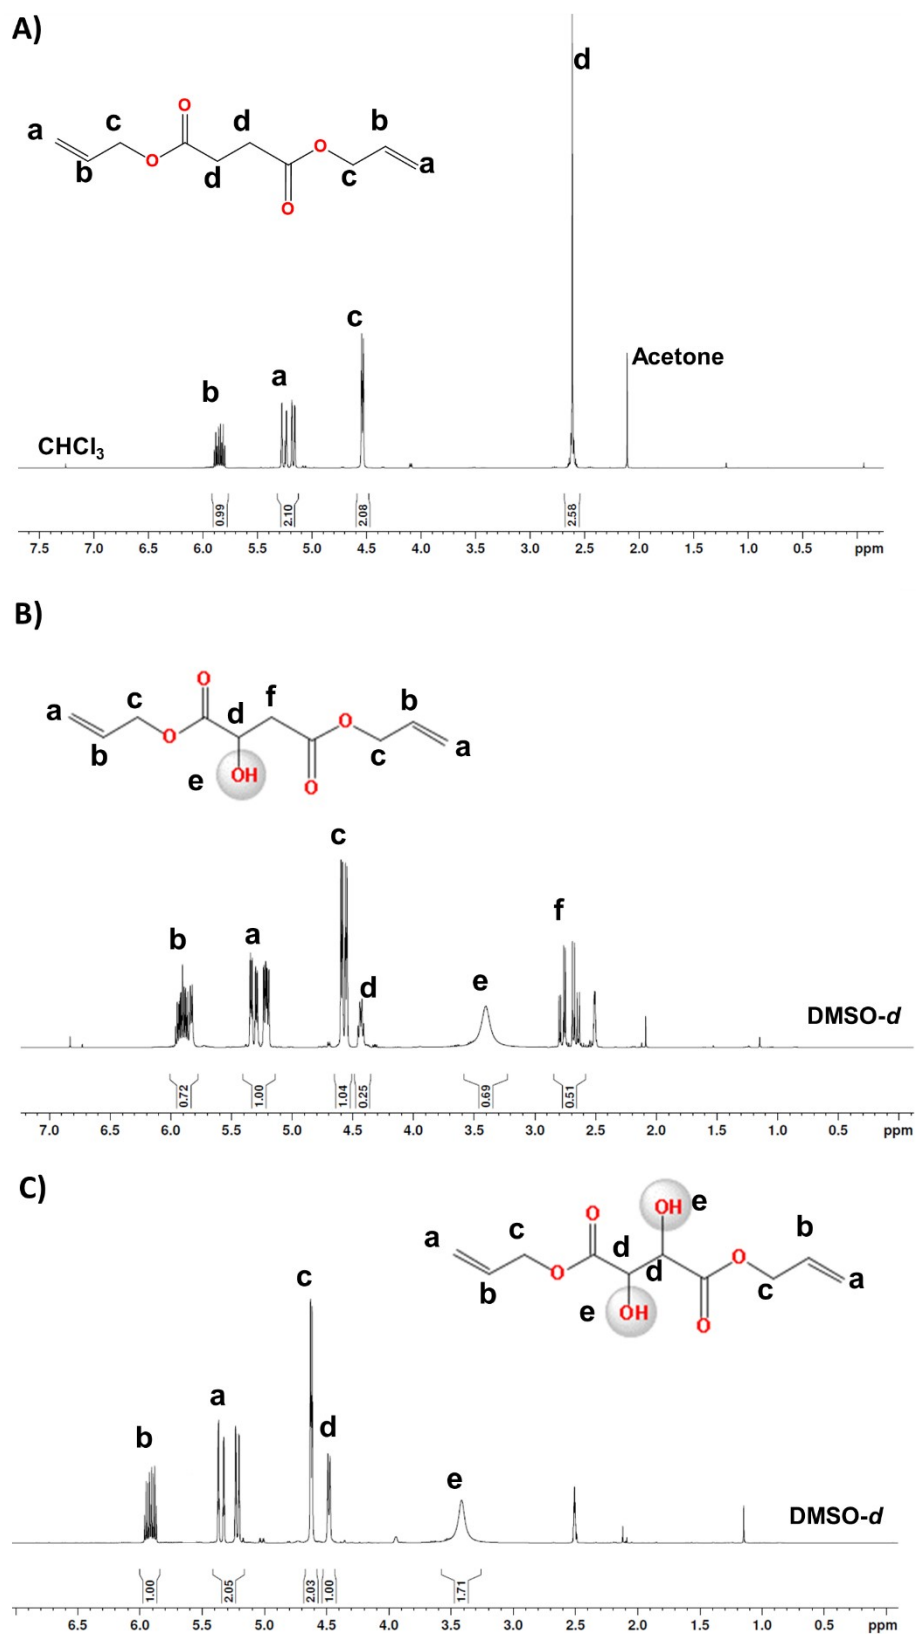 A)
d
O
a c d b
b O O a
d c
O
c
Acetone
a
b
CHCl3
0.99 2.10 2.08 2.58
7.5 7.0 6.5 6.0 5.5 5.0 4.5 4.0 3.5 3.0 2.5 2.0 1.5 1.0 0.5 ppm
B)
O
a c d f b
b O O a
e OH c
O
c
b a d e f
DMSO-d
0.72 1.00 1.04 0.25 0.69 0.51
7.0 6.5 6.0 5.5 5.0 4.5 4.0 3.5 3.0 2.5 2.0 1.5 1.0 0.5 ppm
C)
OH e
O
a c d b
b O d O a
e OH c
O
c
a
b d
e
DMSO-d
1.00 2.05 2.03 1.00 1.71
6.5 6.0 5.5 5.0 4.5 4.0 3.5 3.0 2.5 2.0 1.5 1.0 0.5 ppm